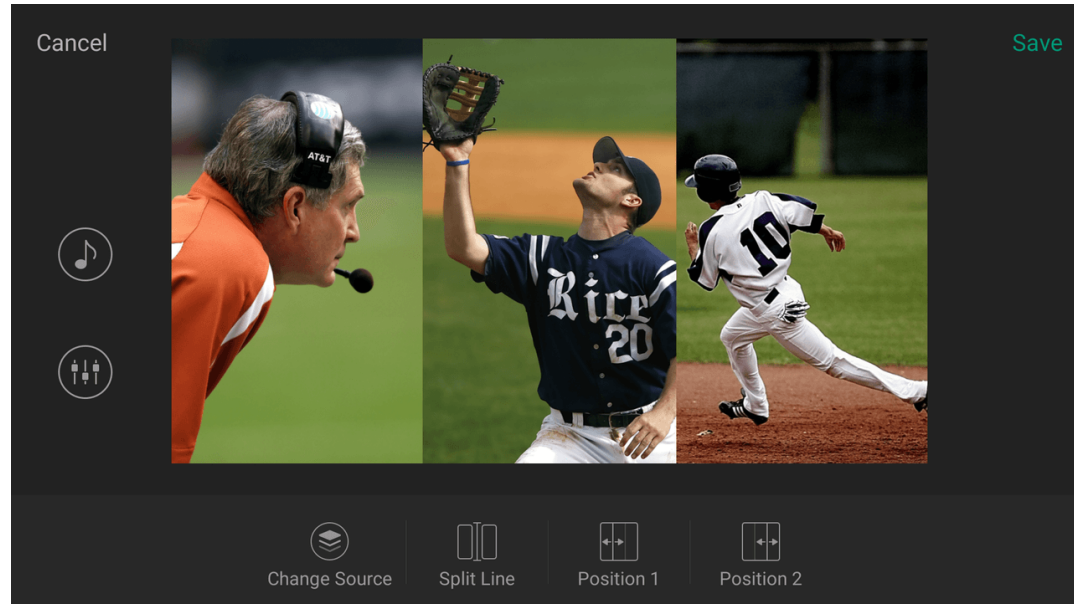 Cancel
Save
AT&T
Rice
20
10
Change Source
Split Line
Position 1
Position 2